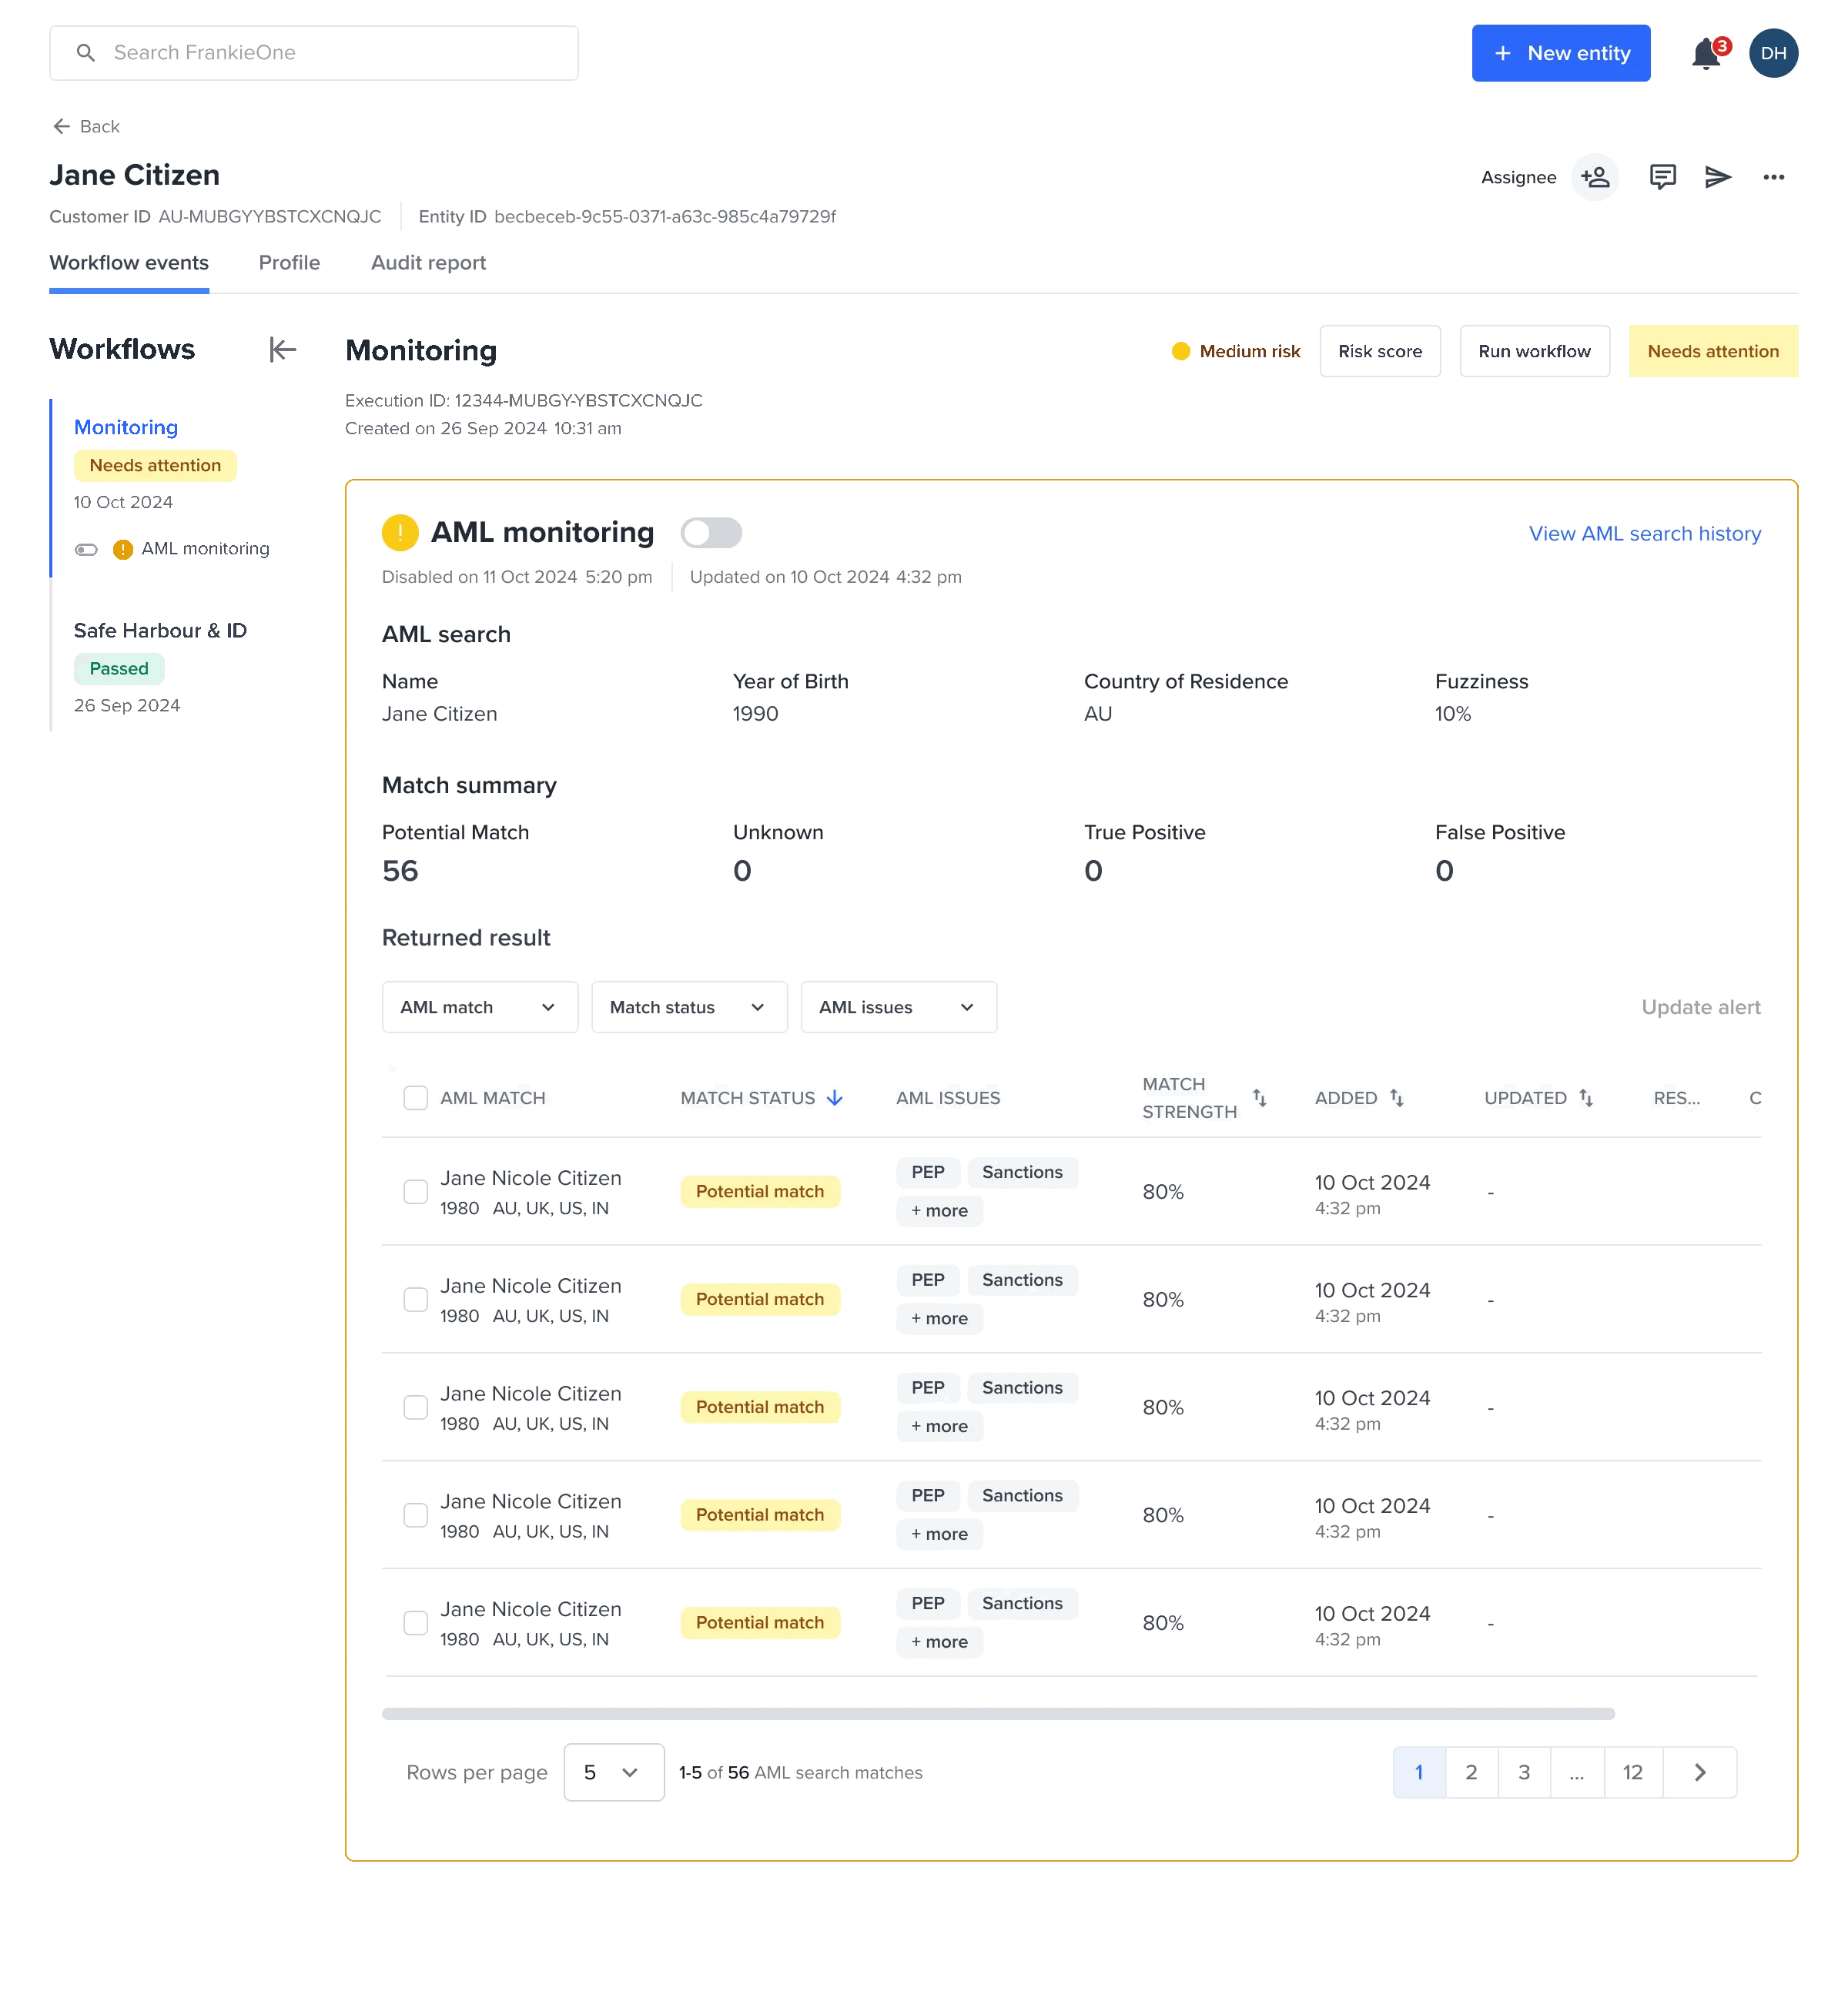 Search FrankieOne
+ New entity
3
DH
Back
Jane Citizen
Assignee
Customer ID AU-MUBGYYBSTCXCNQJC
Entity ID becbeceb-9c55-0371-a63c-985c4a79729f
Workflow events
Profile
Audit report
Workflows
Monitoring
Needs attention
10 Oct 2024
AML monitoring
Safe Harbour & ID
Passed
26 Sep 2024
Monitoring
Medium risk
Risk score
Run workflow
Needs attention
Execution ID: 12344-MUBGY-YBSTCXCNQJC
Created on 26 Sep 2024 10:31 am
AML monitoring
View AML search history
Disabled on 11 Oct 2024 5:20 pm
Updated on 10 Oct 2024 4:32 pm
AML search
Name
Year of Birth
Country of Residence
Fuzziness
Jane Citizen
1990
AU
10%
Match summary
Potential Match
Unknown
True Positive
False Positive
56
0
0
0
Returned result
AML match
Match status
AML issues
Update alert
AML MATCH
MATCH STATUS
AML ISSUES
MATCH
STRENGTH
ADDED
UPDATED
RES...
C
Jane Nicole Citizen
1980 AU, UK, US, IN
Potential match
PEP
Sanctions
+ more
80%
10 Oct 2024
4:32 pm
-
Jane Nicole Citizen
1980 AU, UK, US, IN
Potential match
PEP
Sanctions
+ more
80%
10 Oct 2024
4:32 pm
-
Jane Nicole Citizen
1980 AU, UK, US, IN
Potential match
PEP
Sanctions
+ more
80%
10 Oct 2024
4:32 pm
-
Jane Nicole Citizen
1980 AU, UK, US, IN
Potential match
PEP
Sanctions
+ more
80%
10 Oct 2024
4:32 pm
-
Jane Nicole Citizen
1980 AU, UK, US, IN
Potential match
PEP
Sanctions
+ more
80%
10 Oct 2024
4:32 pm
-
Rows per page
5
1-5 of 56 AML search matches
1
2
3
...
12